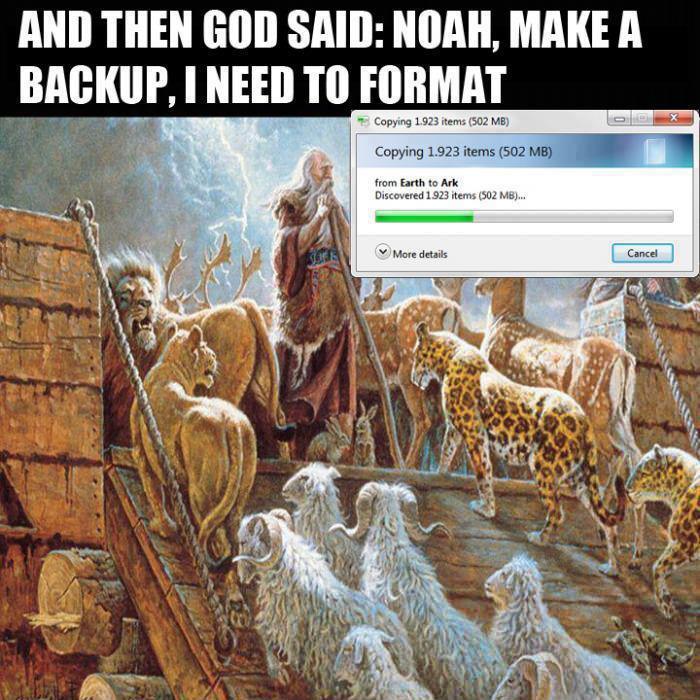 AND THEN GOD SAID: NOAH, MAKE A
BACKUP, I NEED TO FORMAT
Copying 1.923 items (502 MB)
Copying 1.923 items (502 MB)
from Earth to Ark
Discovered 1.923 items (502 MB)...
More details
Cancel